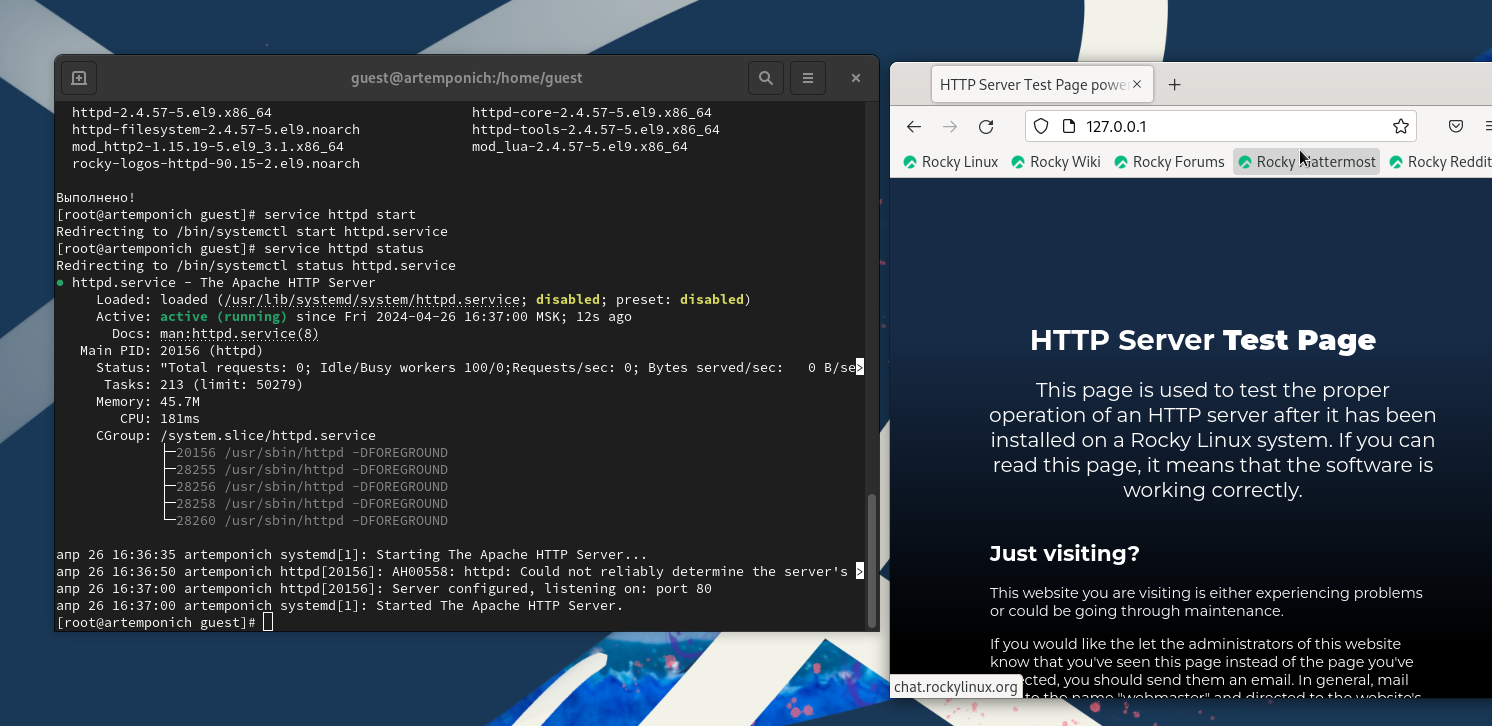 guest@artemponich:/home/guest
httpd-2.4.57-5.el9.x86_64 httpd-core-2.4.57-5.el9.x86_64
httpd-filesystem-2.4.57-5.el9.noarch httpd-tools-2.4.57-5.el9.x86_64
mod_http2-1.15.19-5.el9_3.1.x86_64 mod_lua-2.4.57-5.el9.x86_64
rocky-logos-httpd-90.15-2.el9.noarch
Выполнено!
[root@artemponich guest]# service httpd start
Redirecting to /bin/systemctl start httpd.service
[root@artemponich guest]# service httpd status
Redirecting to /bin/systemctl status httpd.service
● httpd.service - The Apache HTTP Server
Loaded: loaded (/usr/lib/systemd/system/httpd.service; disabled; preset: disabled)
Active: active (running) since Fri 2024-04-26 16:37:00 MSK; 12s ago
Docs: man:httpd.service(8)
Main PID: 20156 (httpd)
Status: "Total requests: 0; Idle/Busy workers 100/0;Requests/sec: 0; Bytes served/sec:   0 B/se>
Tasks: 213 (limit: 50279)
Memory: 45.7M
CPU: 181ms
CGroup: /system.slice/httpd.service
├─20156 /usr/sbin/httpd -DFOREGROUND
├─28255 /usr/sbin/httpd -DFOREGROUND
├─28256 /usr/sbin/httpd -DFOREGROUND
├─28258 /usr/sbin/httpd -DFOREGROUND
└─28260 /usr/sbin/httpd -DFOREGROUND
апр 26 16:36:35 artemponich systemd[1]: Starting The Apache HTTP Server...
апр 26 16:36:50 artemponich httpd[20156]: AH00558: httpd: Could not reliably determine the server's >
апр 26 16:37:00 artemponich httpd[20156]: Server configured, listening on: port 80
апр 26 16:37:00 artemponich systemd[1]: Started The Apache HTTP Server.
[root@artemponich guest]#
HTTP Server Test Page powe
127.0.0.1
Rocky Linux Rocky Wiki Rocky Forums Rocky Mattermost Rocky Reddit
HTTP Server Test Page
This page is used to test the proper
operation of an HTTP server after it has been
installed on a Rocky Linux system. If you can
read this page, it means that the software is
working correctly.
Just visiting?
This website you are visiting is either experiencing problems
or could be going through maintenance.
If you would like the let the administrators of this website
know that you've seen this page instead of the page you've
expected, you should send them an email. In general, mail
to the name "webmaster" and directed to the website's
chat.rockylinux.org